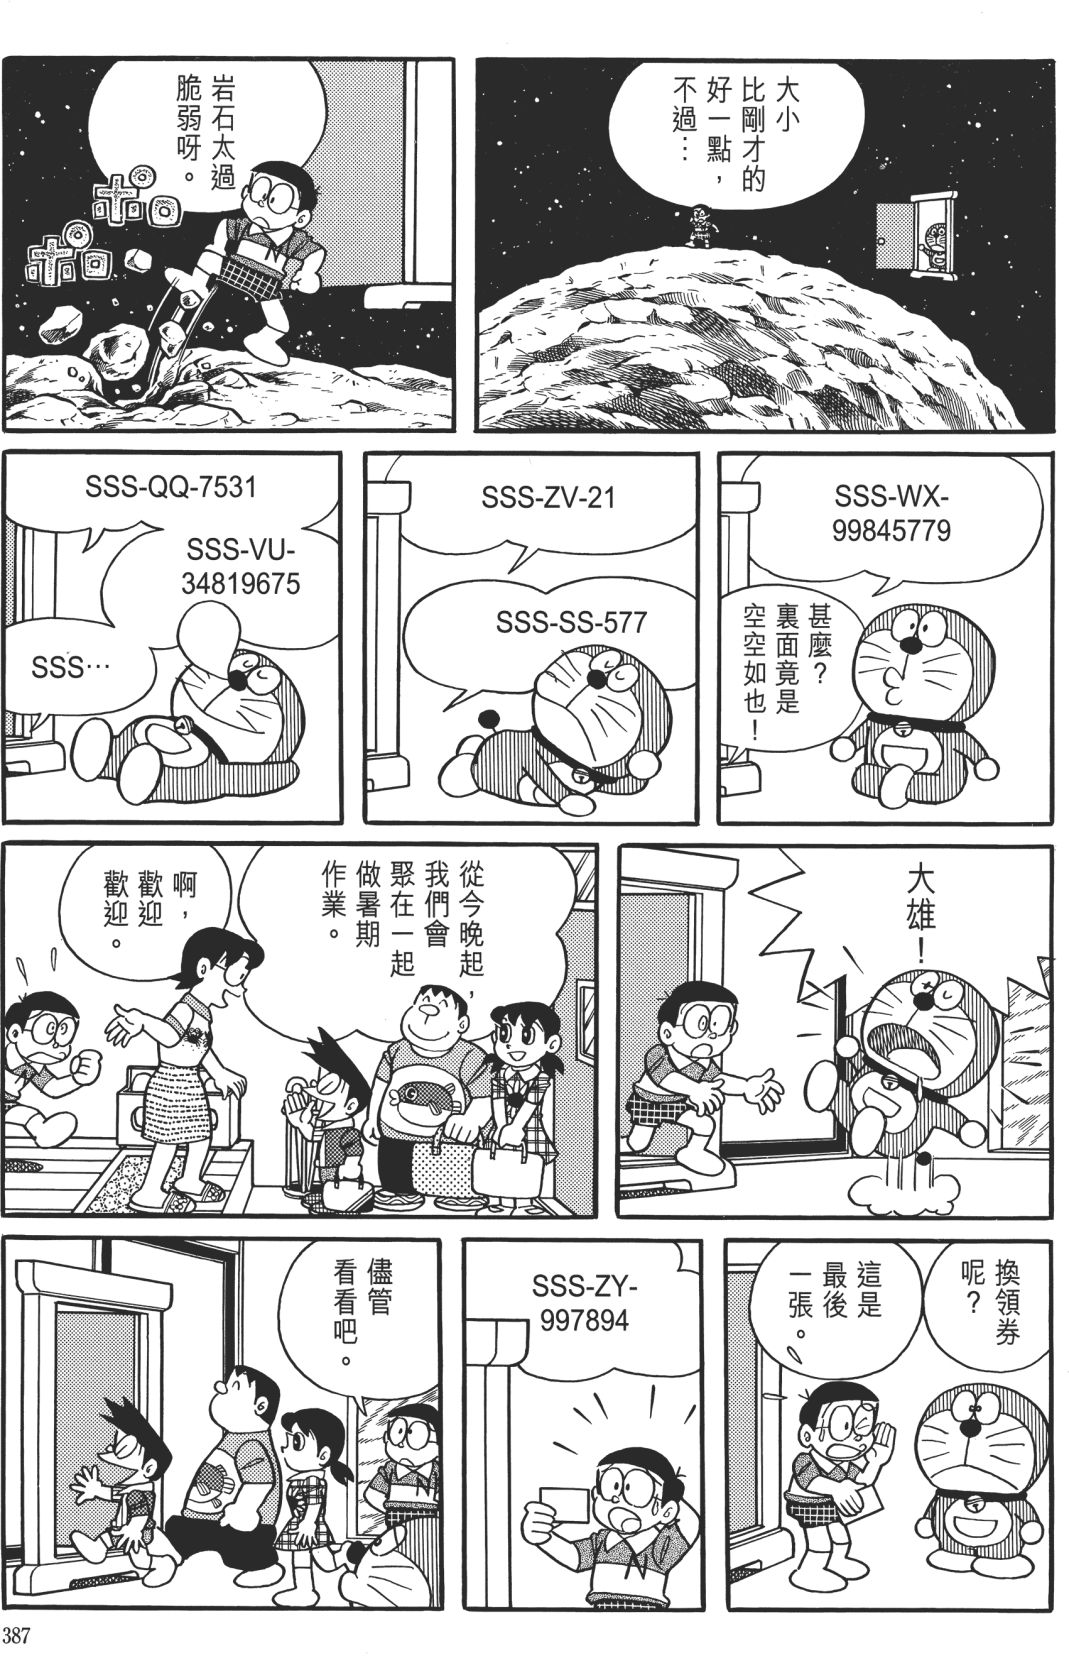 大小
比剛才的
好一點，
不過…
岩石太過
脆弱呀。
SSS-WX-
99845779
甚麼？
裏面竟是
空空如也！
SSS-ZV-21
SSS-SS-577
SSS-QQ-7531
SSS-VU-
34819675
SSS…
大雄！
從今晚起，
我們會
聚在一起
做暑期
作業。
啊，
歡迎
歡迎。
換領券
呢？
這是
最後
一張。
SSS-ZY-
997894
儘管
看看吧。
387